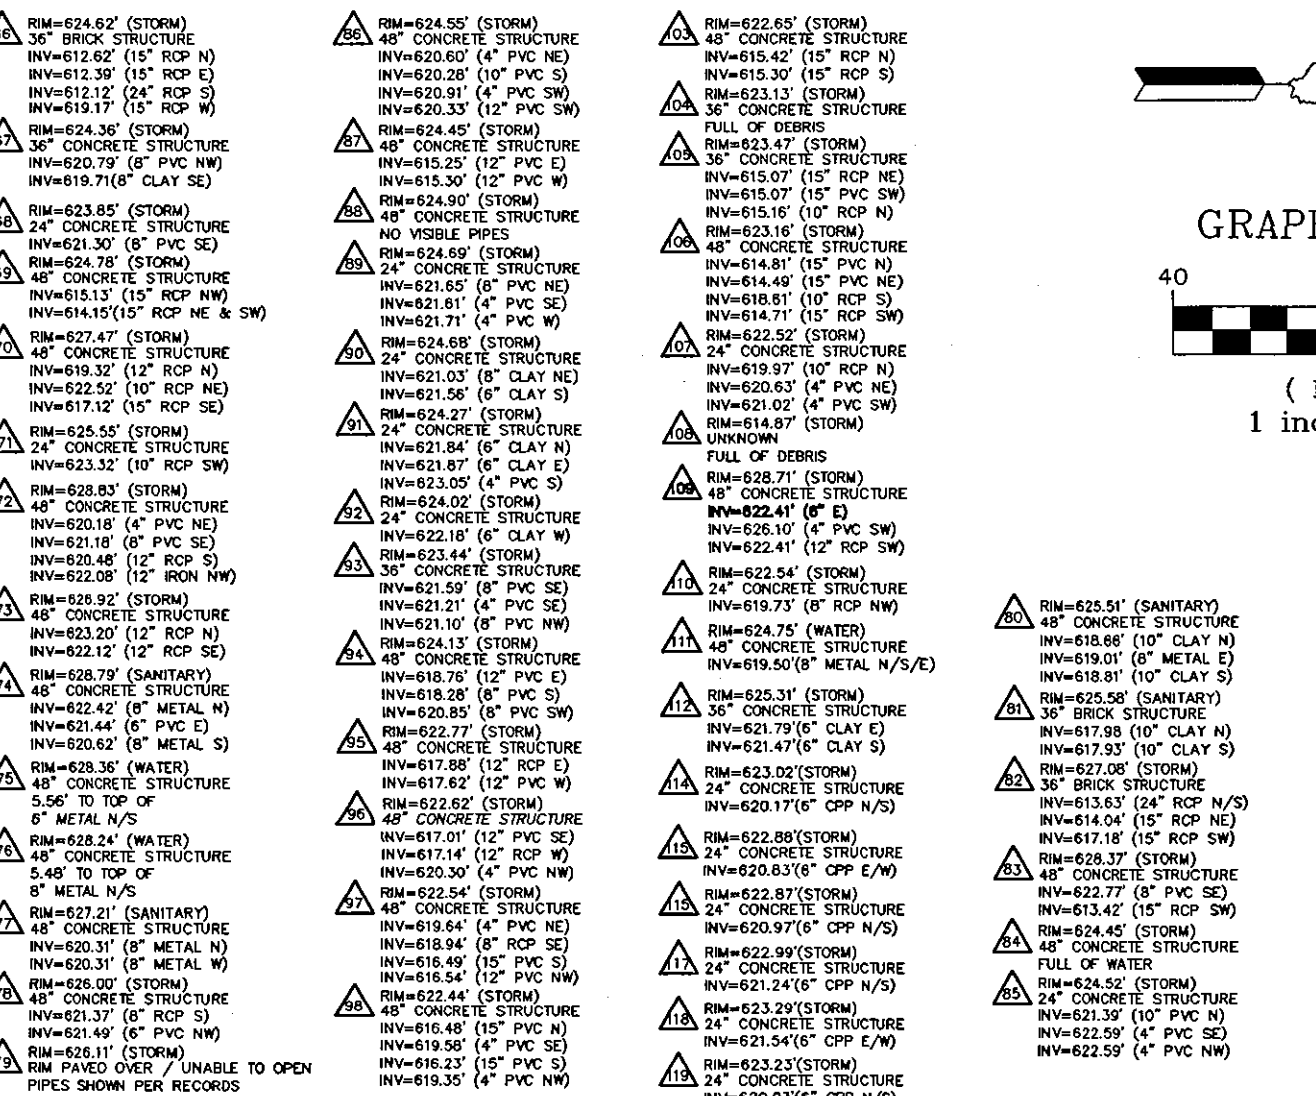 66 RIM=624.62' (STORM)
36" BRICK STRUCTURE
INV=612.62' (15" RCP N)
INV=612.39' (15" RCP E)
INV=612.12' (24" RCP S)
INV=619.17' (15" RCP W)
67 RIM=624.36' (STORM)
36" CONCRETE STRUCTURE
INV=620.79' (8" PVC NW)
INV=619.71(8" CLAY SE)
68 RIM=623.85' (STORM)
24" CONCRETE STRUCTURE
INV=621.30' (8" PVC SE)
69 RIM=624.78' (STORM)
48" CONCRETE STRUCTURE
INV=615.13' (15" RCP NW)
INV=614.15'(15" RCP NE & SW)
70 RIM=627.47' (STORM)
48" CONCRETE STRUCTURE
INV=619.32' (12" RCP N)
INV=622.52' (10" RCP NE)
INV=617.12' (15" RCP SE)
71 RIM=625.55' (STORM)
24" CONCRETE STRUCTURE
INV=623.32' (10" RCP SW)
72 RIM=628.83' (STORM)
48" CONCRETE STRUCTURE
INV=620.18' (4" PVC NE)
INV=621.18' (8" PVC SE)
INV=620.48' (12" RCP S)
INV=622.08' (12" IRON NW)
73 RIM=626.92' (STORM)
48" CONCRETE STRUCTURE
INV=623.20' (12" RCP N)
INV=622.12' (12" RCP SE)
74 RIM=628.79' (SANITARY)
48" CONCRETE STRUCTURE
INV=622.42' (8" METAL N)
INV=621.44' (6" PVC E)
INV=620.62' (8" METAL S)
75 RIM=628.36' (WATER)
48" CONCRETE STRUCTURE
5.56' TO TOP OF
6" METAL N/S
76 RIM=628.24' (WATER)
48" CONCRETE STRUCTURE
5.48' TO TOP OF
8" METAL N/S
77 RIM=627.21' (SANITARY)
48" CONCRETE STRUCTURE
INV=620.31' (8" METAL N)
INV=620.31' (8" METAL W)
78 RIM=626.00' (STORM)
48" CONCRETE STRUCTURE
INV=621.37' (8" RCP S)
INV=621.49' (6" PVC NW)
79 RIM=626.11' (STORM)
RIM PAVED OVER / UNABLE TO OPEN
PIPES SHOWN PER RECORDS
86 RIM=624.55' (STORM)
48" CONCRETE STRUCTURE
INV=620.60' (4" PVC NE)
INV=620.28' (10" PVC S)
INV=620.91' (4" PVC SW)
INV=620.33' (12" PVC SW)
87 RIM=624.45' (STORM)
48" CONCRETE STRUCTURE
INV=615.25' (12" PVC E)
INV=615.30' (12" PVC W)
88 RIM=624.90' (STORM)
48" CONCRETE STRUCTURE
NO VISIBLE PIPES
89 RIM=624.69' (STORM)
24" CONCRETE STRUCTURE
INV=621.65' (8" PVC NE)
INV=621.61' (4" PVC SE)
INV=621.71' (4" PVC W)
90 RIM=624.68' (STORM)
24" CONCRETE STRUCTURE
INV=621.03' (8" CLAY NE)
INV=621.56' (6" CLAY S)
91 RIM=624.27' (STORM)
24" CONCRETE STRUCTURE
INV=621.84' (6" CLAY N)
INV=621.87' (6" CLAY E)
INV=623.05' (4" PVC S)
92 RIM=624.02' (STORM)
24" CONCRETE STRUCTURE
INV=622.18' (6" CLAY W)
93 RIM=623.44' (STORM)
36" CONCRETE STRUCTURE
INV=621.59' (8" PVC SE)
INV=621.21' (4" PVC SE)
INV=621.10' (8" PVC NW)
94 RIM=624.13' (STORM)
48" CONCRETE STRUCTURE
INV=618.76' (12" PVC E)
INV=618.28' (8" PVC S)
INV=620.85' (8" PVC SW)
95 RIM=622.77' (STORM)
48" CONCRETE STRUCTURE
INV=617.88' (12" RCP E)
INV=617.62' (12" PVC W)
96 RIM=622.62' (STORM)
48" CONCRETE STRUCTURE
INV=617.01' (12" PVC SE)
INV=617.14' (12" RCP W)
INV=620.30' (4" PVC NW)
97 RIM=622.54' (STORM)
48" CONCRETE STRUCTURE
INV=619.64' (4" PVC NE)
INV=618.94' (8" RCP SE)
INV=616.49' (15" PVC S)
INV=616.54' (12" PVC NW)
98 RIM=622.44' (STORM)
48" CONCRETE STRUCTURE
INV=616.48' (15" PVC N)
INV=619.58' (4" PVC SE)
INV=616.23' (15" PVC S)
INV=619.35' (4" PVC NW)
103 RIM=622.65' (STORM)
48" CONCRETE STRUCTURE
INV=615.42' (15" RCP N)
INV=615.30' (15" RCP S)
104 RIM=623.13' (STORM)
36" CONCRETE STRUCTURE
FULL OF DEBRIS
105 RIM=623.47' (STORM)
36" CONCRETE STRUCTURE
INV=615.07' (15" RCP NE)
INV=615.07' (15" PVC SW)
INV=615.16' (10" RCP N)
106 RIM=623.16' (STORM)
48" CONCRETE STRUCTURE
INV=614.81' (15" PVC N)
INV=614.49' (15" PVC NE)
INV=618.61' (10" RCP S)
INV=614.71' (15" RCP SW)
107 RIM=622.52' (STORM)
24" CONCRETE STRUCTURE
INV=619.97' (10" RCP N)
INV=620.63' (4" PVC NE)
INV=621.02' (4" PVC SW)
108 RIM=614.87' (STORM)
UNKNOWN
FULL OF DEBRIS
109 RIM=628.71' (STORM)
48" CONCRETE STRUCTURE
INV=622.41' (6" E)
INV=626.10' (4" PVC SW)
INV=622.41' (12" RCP SW)
110 RIM=622.54' (STORM)
24" CONCRETE STRUCTURE
INV=619.73' (8" RCP NW)
111 RIM=624.75' (WATER)
48" CONCRETE STRUCTURE
INV=619.50'(8" METAL N/S/E)
112 RIM=625.31' (STORM)
36" CONCRETE STRUCTURE
INV=621.79'(6" CLAY E)
INV=621.47'(6" CLAY S)
114 RIM=623.02'(STORM)
24" CONCRETE STRUCTURE
INV=620.17'(6" CPP N/S)
115 RIM=622.88'(STORM)
24" CONCRETE STRUCTURE
INV=620.83'(6" CPP E/W)
115 RIM=622.87'(STORM)
24" CONCRETE STRUCTURE
INV=620.97'(6" CPP N/S)
117 RIM=622.99'(STORM)
24" CONCRETE STRUCTURE
INV=621.24'(6" CPP N/S)
118 RIM=623.29'(STORM)
24" CONCRETE STRUCTURE
INV=621.54'(6" CPP E/W)
119 RIM=623.23'(STORM)
24" CONCRETE STRUCTURE
GRAP
40
(
1 inc
80 RIM=625.51' (SANITARY)
48" CONCRETE STRUCTURE
INV=618.66' (10" CLAY N)
INV=619.01' (8" METAL E)
INV=618.81' (10" CLAY S)
81 RIM=625.58' (SANITARY)
36" BRICK STRUCTURE
INV=617.98 (10" CLAY N)
INV=617.93' (10" CLAY S)
82 RIM=627.08' (STORM)
36" BRICK STRUCTURE
INV=613.63' (24" RCP N/S)
INV=614.04' (15" RCP NE)
INV=617.18' (15" RCP SW)
83 RIM=628.37' (STORM)
48" CONCRETE STRUCTURE
INV=622.77' (8" PVC SE)
INV=613.42' (15" RCP SW)
84 RIM=624.45' (STORM)
48" CONCRETE STRUCTURE
FULL OF WATER
85 RIM=624.52' (STORM)
24" CONCRETE STRUCTURE
INV=621.39' (10" PVC N)
INV=622.59' (4" PVC SE)
INV=622.59' (4" PVC NW)